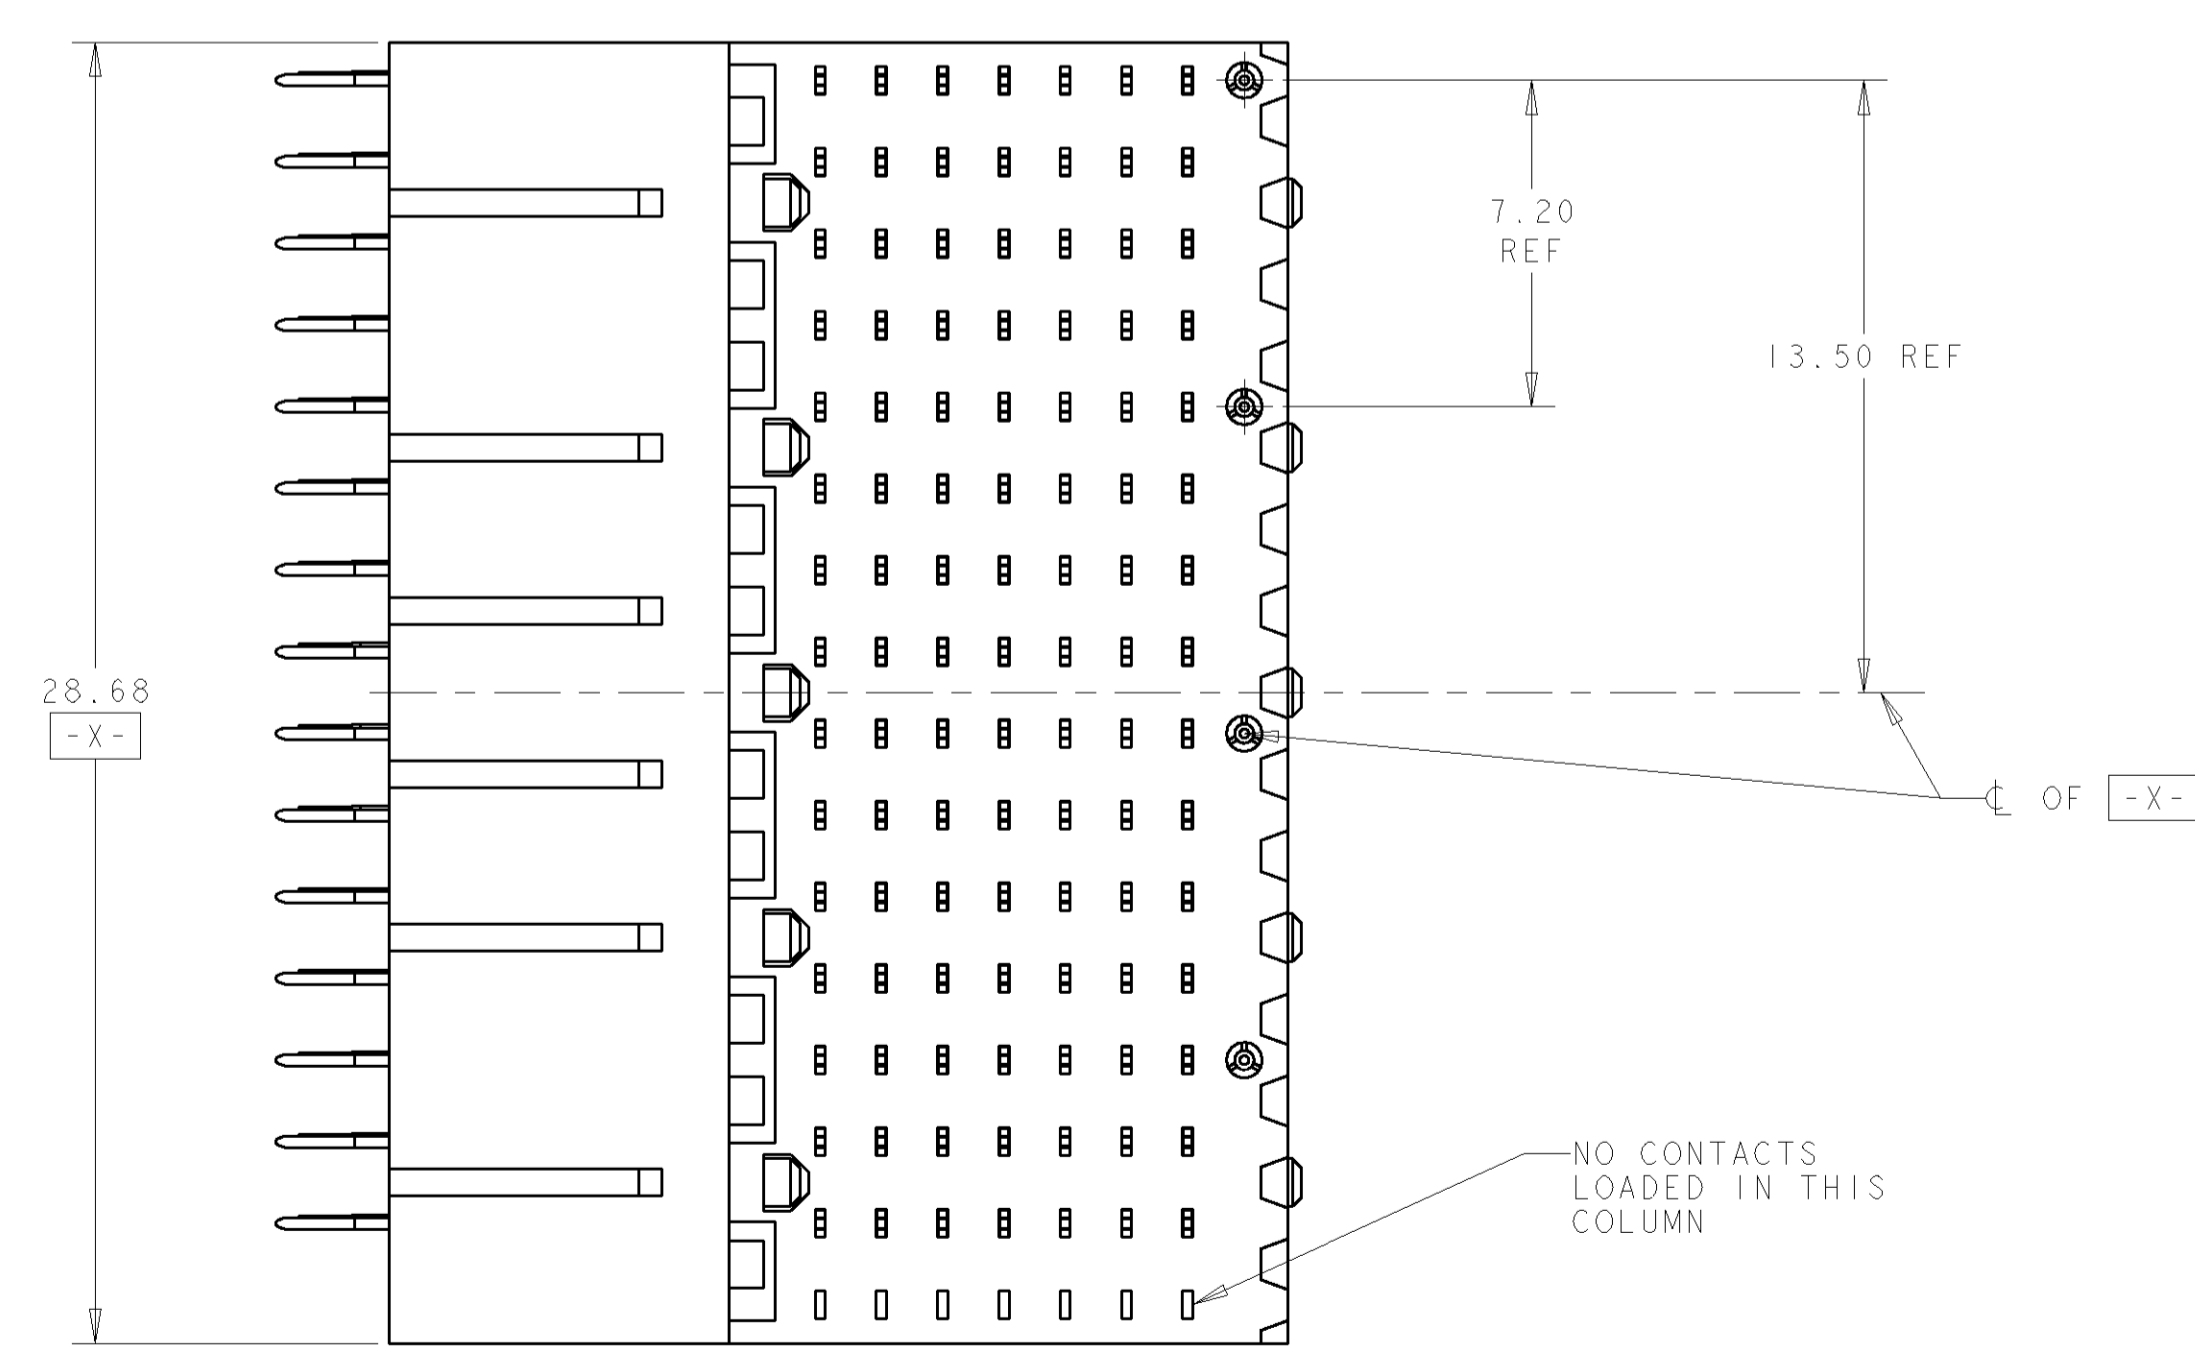 7.20
REF
13.50 REF
28.68
-X-
℄ OF -X-
NO CONTACTS
LOADED IN THIS
COLUMN